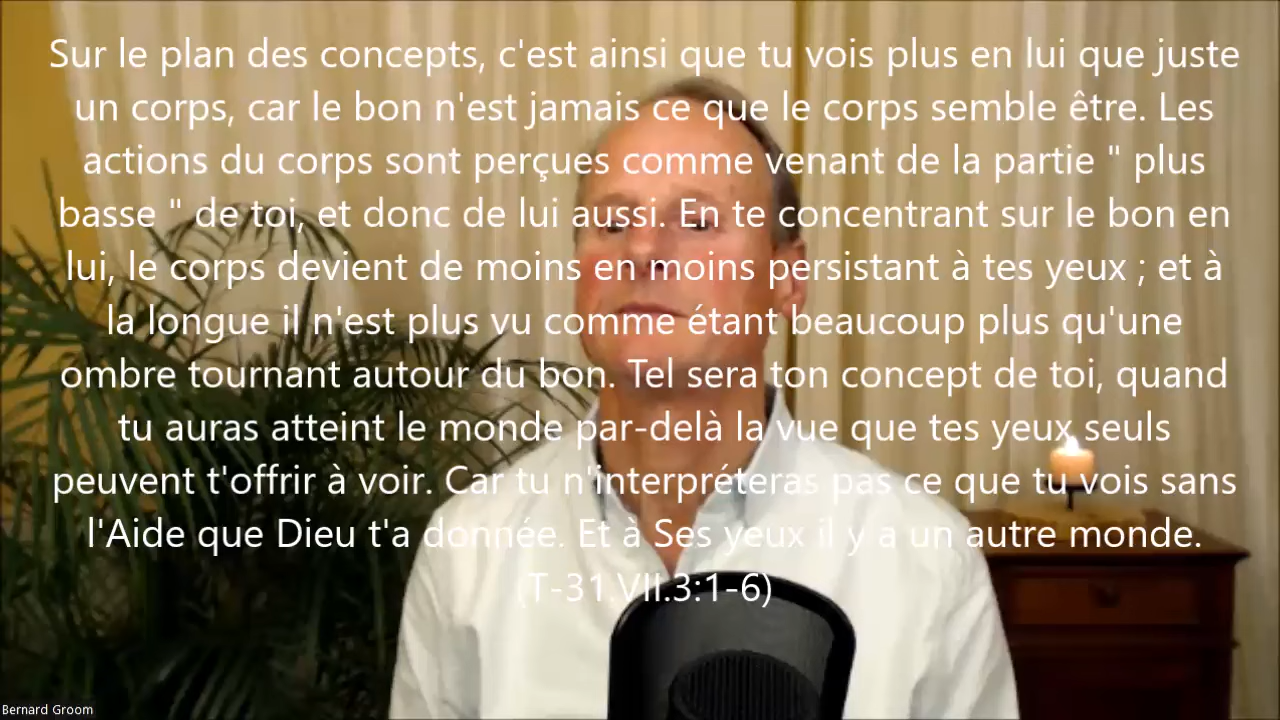 Sur le plan des concepts, c'est ainsi que tu vois plus en lui que juste
un corps, car le bon n'est jamais ce que le corps semble être. Les
actions du corps sont perçues comme venant de la partie " plus
basse " de toi, et donc de lui aussi. En te concentrant sur le bon en
lui, le corps devient de moins en moins persistant à tes yeux ; et à
la longue il n'est plus vu comme étant beaucoup plus qu'une
ombre tournant autour du bon. Tel sera ton concept de toi, quand
tu auras atteint le monde par-delà la vue que tes yeux seuls
peuvent t'offrir à voir. Car tu n'interpréteras pas ce que tu vois sans
l'Aide que Dieu t'a donnée. Et à Ses yeux il y a un autre monde.
(T-31.VII.3:1-6)
Bernard Groom